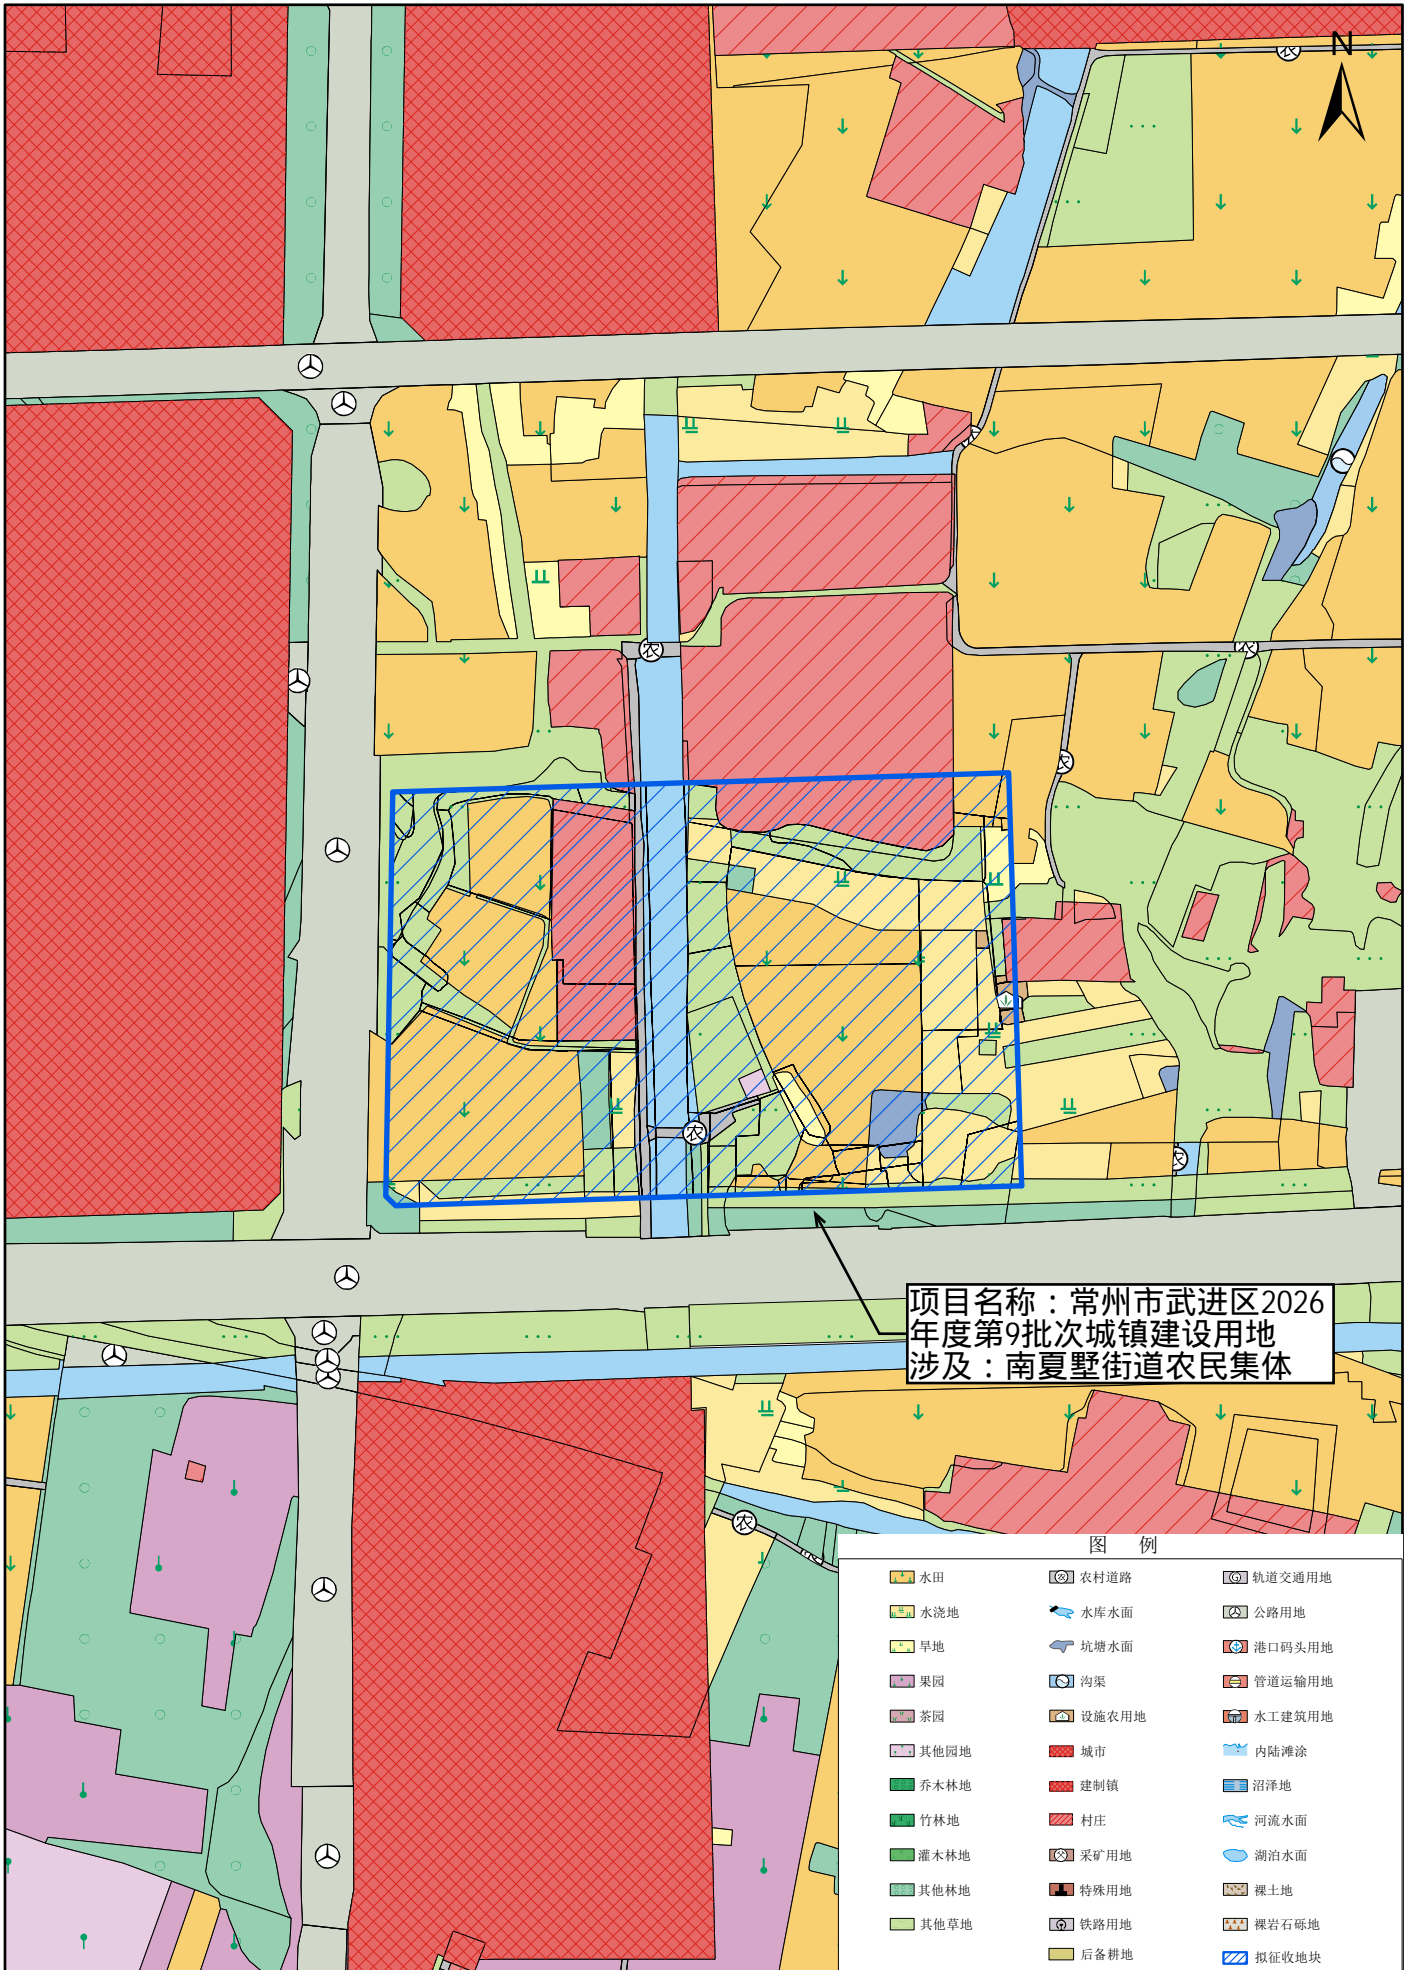 N
农
农
农
农
农
农
农
项目名称：常州市武进区2026
年度第9批次城镇建设用地
涉及：南夏墅街道农民集体
农
图 例
水田
农村道路
轨道交通用地
水浇地
水库水面
公路用地
旱地
坑塘水面
港口码头用地
果园
沟渠
管道运输用地
茶园
设施农用地
水工建筑用地
其他园地
城市
内陆滩涂
乔木林地
建制镇
沼泽地
竹林地
村庄
河流水面
灌木林地
采矿用地
湖泊水面
其他林地
特殊用地
裸土地
其他草地
铁路用地
裸岩石砾地
后备耕地
拟征收地块